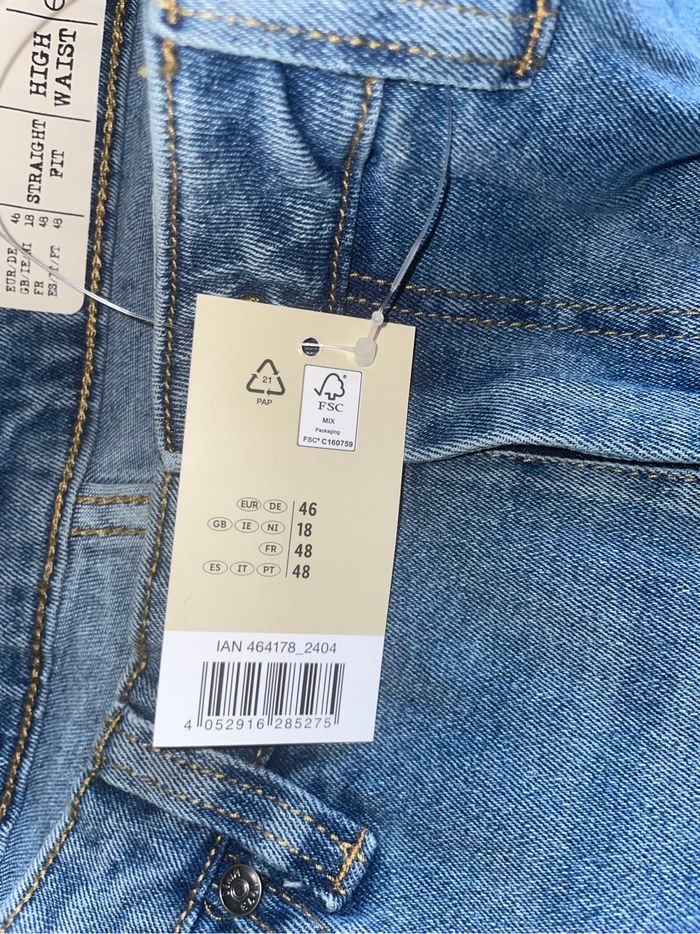 HIGH
WAIST
STRAIGHT
FIT
EUR/DE 46
GB/IE/NI 18
FR 48
ES/IT/PT 48
21
PAP
FSC
MIX
Packaging
FSC® C160759
EUR DE 46
GB IE NI 18
FR 48
ES IT PT 48
IAN 464178_2404
4 052916 285275